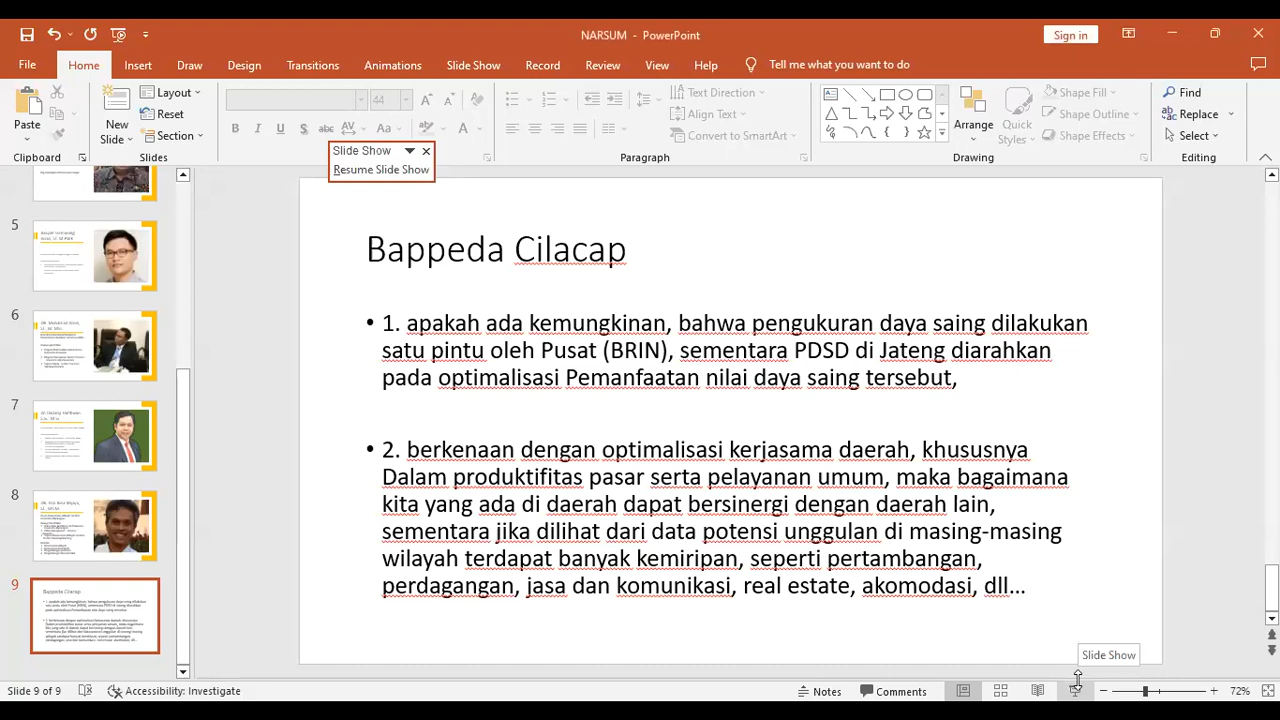 NARSUM - PowerPoint
Sign in
File Home Insert Draw Design Transitions Animations Slide Show Record Review View Help Tell me what you want to do
Paste
Clipboard
New Slide
Layout
Reset
Section
Slides
44
Slide Show
Resume Slide Show
Text Direction
Align Text
Convert to SmartArt
Paragraph
Arrange
Quick Styles
Shape Fill
Shape Outline
Shape Effects
Drawing
Find
Replace
Select
Editing
5
6
7
8
9
Bappeda Cilacap
• 1. apakah ada kemungkinan, bahwa pengukuran daya saing dilakukan
satu pintu oleh Pusat (BRIN), sementara PDSD di Jateng diarahkan
pada optimalisasi Pemanfaatan nilai daya saing tersebut,
• 2. berkenaan dengan optimalisasi kerjasama daerah, khususnya
Dalam produktifitas pasar serta pelayanan umum, maka bagaimana
kita yang ada di daerah dapat bersinergi dengan daerah lain,
sementara jika dilihat dari data potensi unggulan di masing-masing
wilayah terdapat banyak kemiripan, seperti pertambangan,
perdagangan, jasa dan komunikasi, real estate, akomodasi, dll...
Slide Show
Slide 9 of 9
Accessibility: Investigate
Notes
Comments
72%